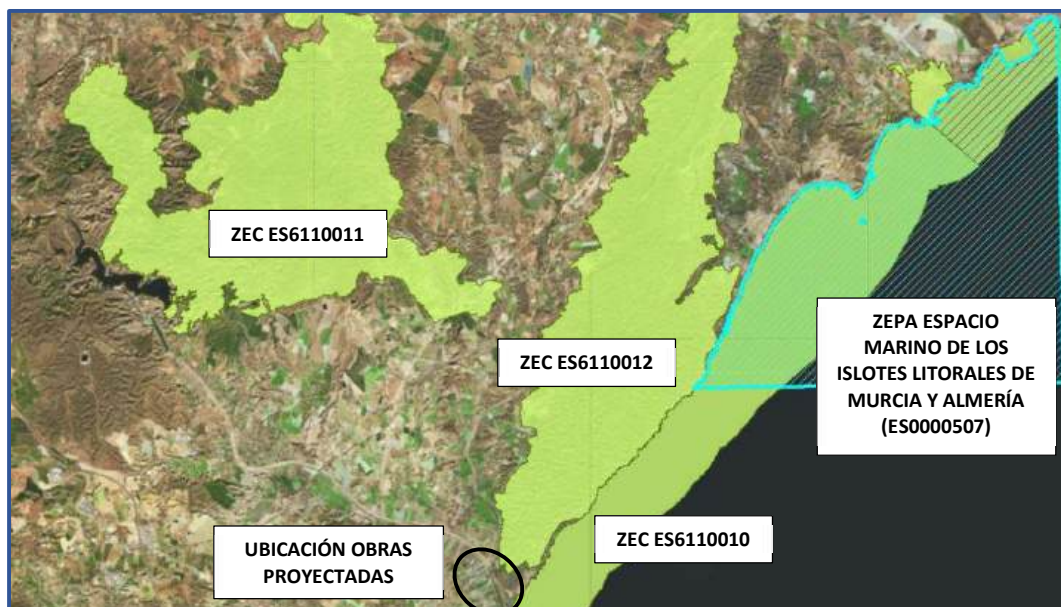 ZEC ES6110011
ZEC ES6110012
ZEPA ESPACIO
MARINO DE LOS
ISLOTES LITORALES DE
MURCIA Y ALMERÍA
(ES0000507)
UBICACIÓN OBRAS
PROYECTADAS
ZEC ES6110010